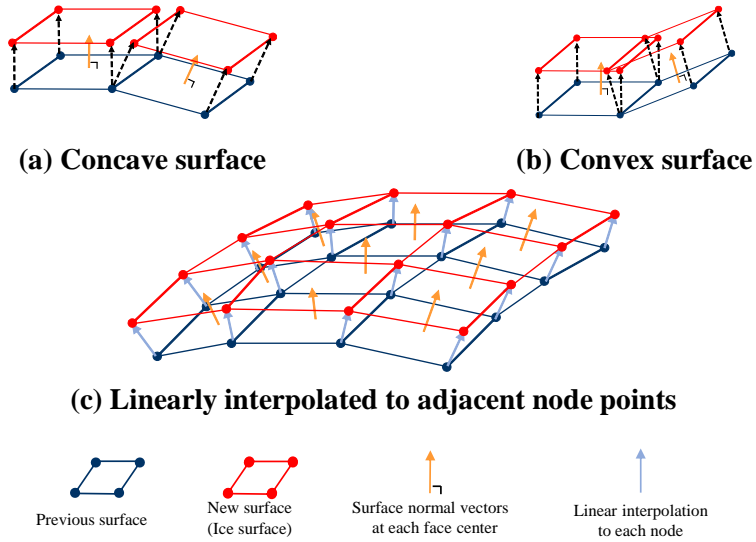 (a) Concave surface
(b) Convex surface
(c) Linearly interpolated to adjacent node points
Previous surface
New surface
(Ice surface)
Surface normal vectors
at each face center
Linear interpolation
to each node